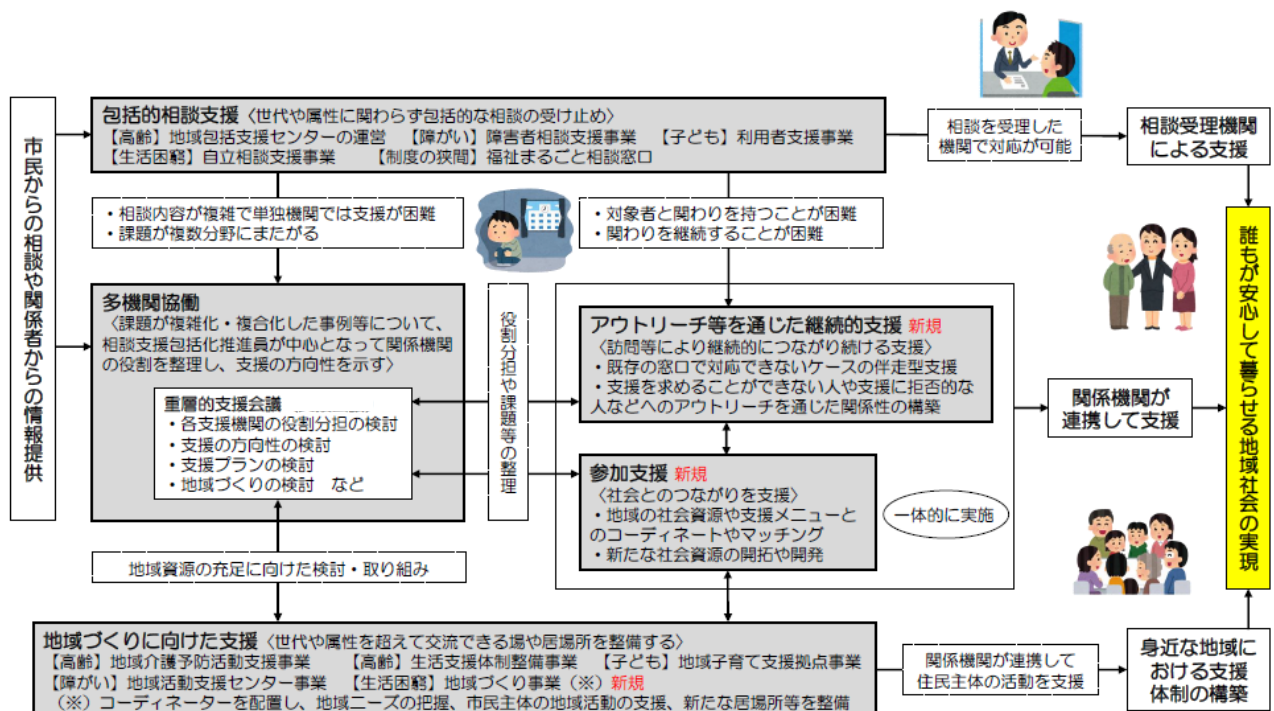 市民からの相談や関係者からの情報提供
包括的相談支援〈世代や属性に関わらず包括的な相談の受け止め〉
【高齢】地域包括支援センターの運営　【障がい】障害者相談支援事業　【子ども】利用者支援事業
【生活困窮】自立相談支援事業　【制度の狭間】福祉まるごと相談窓口
相談を受理した
機関で対応が可能
相談受理機関
による支援
・相談内容が複雑で単独機関では支援が困難
・課題が複数分野にまたがる
・対象者と関わりを持つことが困難
・関わりを継続することが困難
多機関協働
〈課題が複雑化・複合化した事例等について、
相談支援包括化推進員が中心となって関係機関
の役割を整理し、支援の方向性を示す〉
重層的支援会議
・各支援機関の役割分担の検討
・支援の方向性の検討
・支援プランの検討
・地域づくりの検討　など
役割分担や課題等の整理
アウトリーチ等を通じた継続的支援 新規
〈訪問等により継続的につながり続ける支援〉
・既存の窓口で対応できないケースの伴走型支援
・支援を求めることができない人や支援に拒否的な
人などへのアウトリーチを通じた関係性の構築
参加支援 新規
〈社会とのつながりを支援〉
・地域の社会資源や支援メニューと
のコーディネートやマッチング
・新たな社会資源の開拓や開発
一体的に実施
関係機関が
連携して支援
誰もが安心して暮らせる地域社会の実現
地域資源の充足に向けた検討・取り組み
地域づくりに向けた支援〈世代や属性を超えて交流できる場や居場所を整備する〉
【高齢】地域介護予防活動支援事業　【高齢】生活支援体制整備事業　【子ども】地域子育て支援拠点事業
【障がい】地域活動支援センター事業　【生活困窮】地域づくり事業（※）新規
（※）コーディネーターを配置し、地域ニーズの把握、市民主体の地域活動の支援、新たな居場所等を整備
関係機関が連携して
住民主体の活動を支援
身近な地域に
おける支援
体制の構築